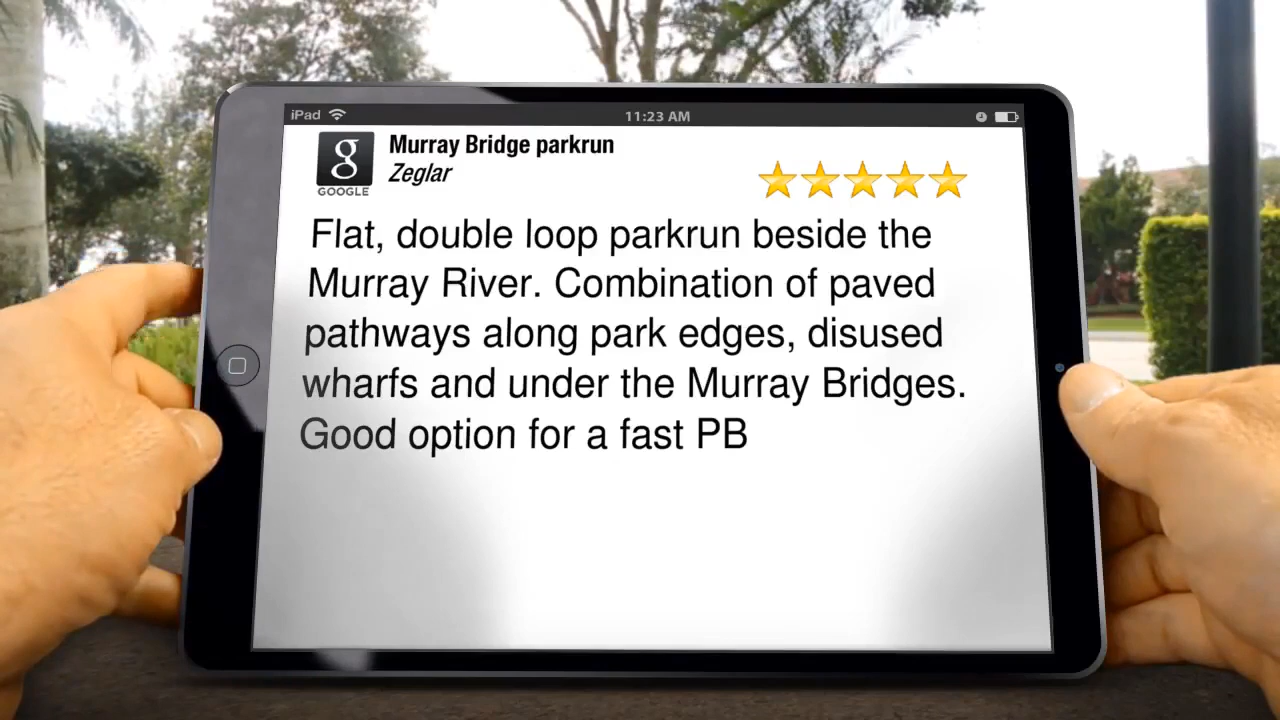 iPad 11:23 AM
g
GOOGLE
Murray Bridge parkrun
Zeglar
Flat, double loop parkrun beside the
Murray River. Combination of paved
pathways along park edges, disused
wharfs and under the Murray Bridges.
Good option for a fast PB